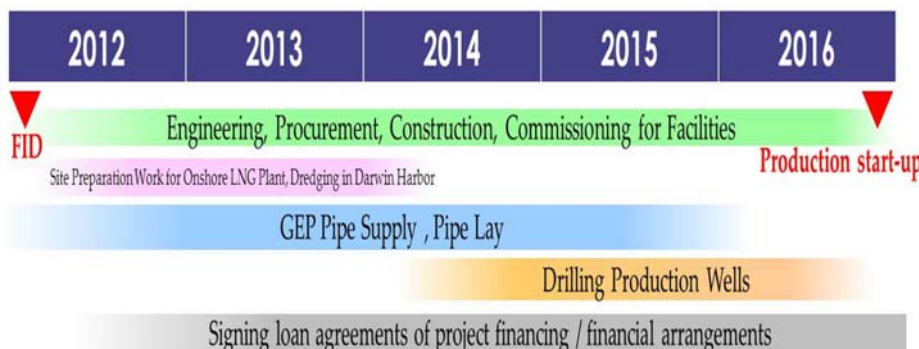 2012 2013 2014 2015 2016
Engineering, Procurement, Construction, Commissioning for Facilities
FID
Production start-up
Site Preparation Work for Onshore LNG Plant, Dredging in Darwin Harbor
GEP Pipe Supply , Pipe Lay
Drilling Production Wells
Signing loan agreements of project financing / financial arrangements